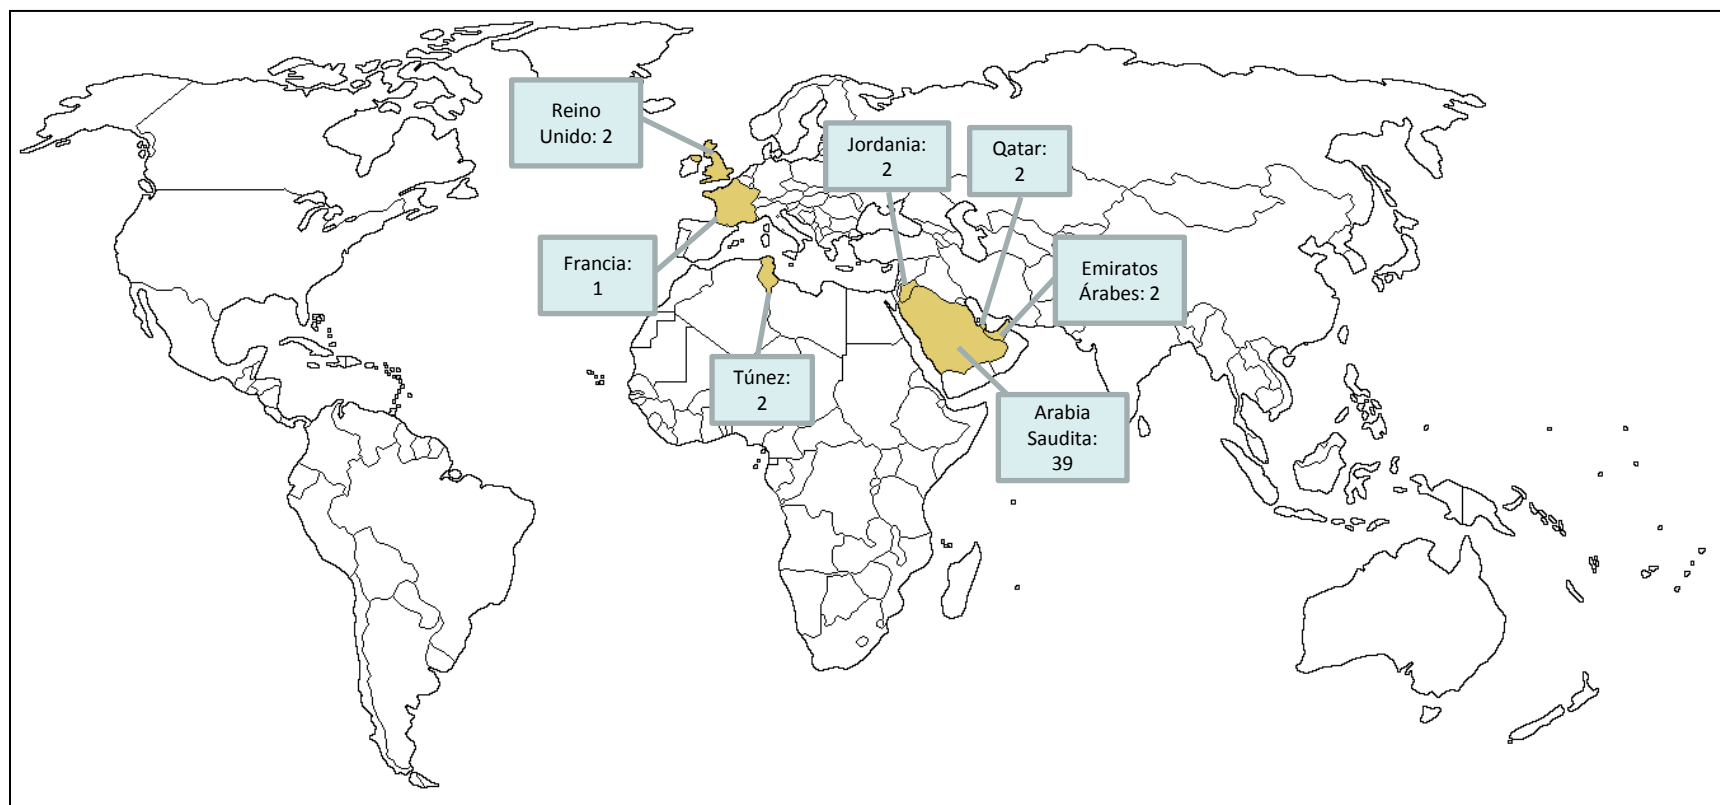 Reino
Unido: 2
Jordania:
2
Qatar:
2
Francia:
1
Emiratos
Árabes: 2
Túnez:
2
Arabia
Saudita:
39